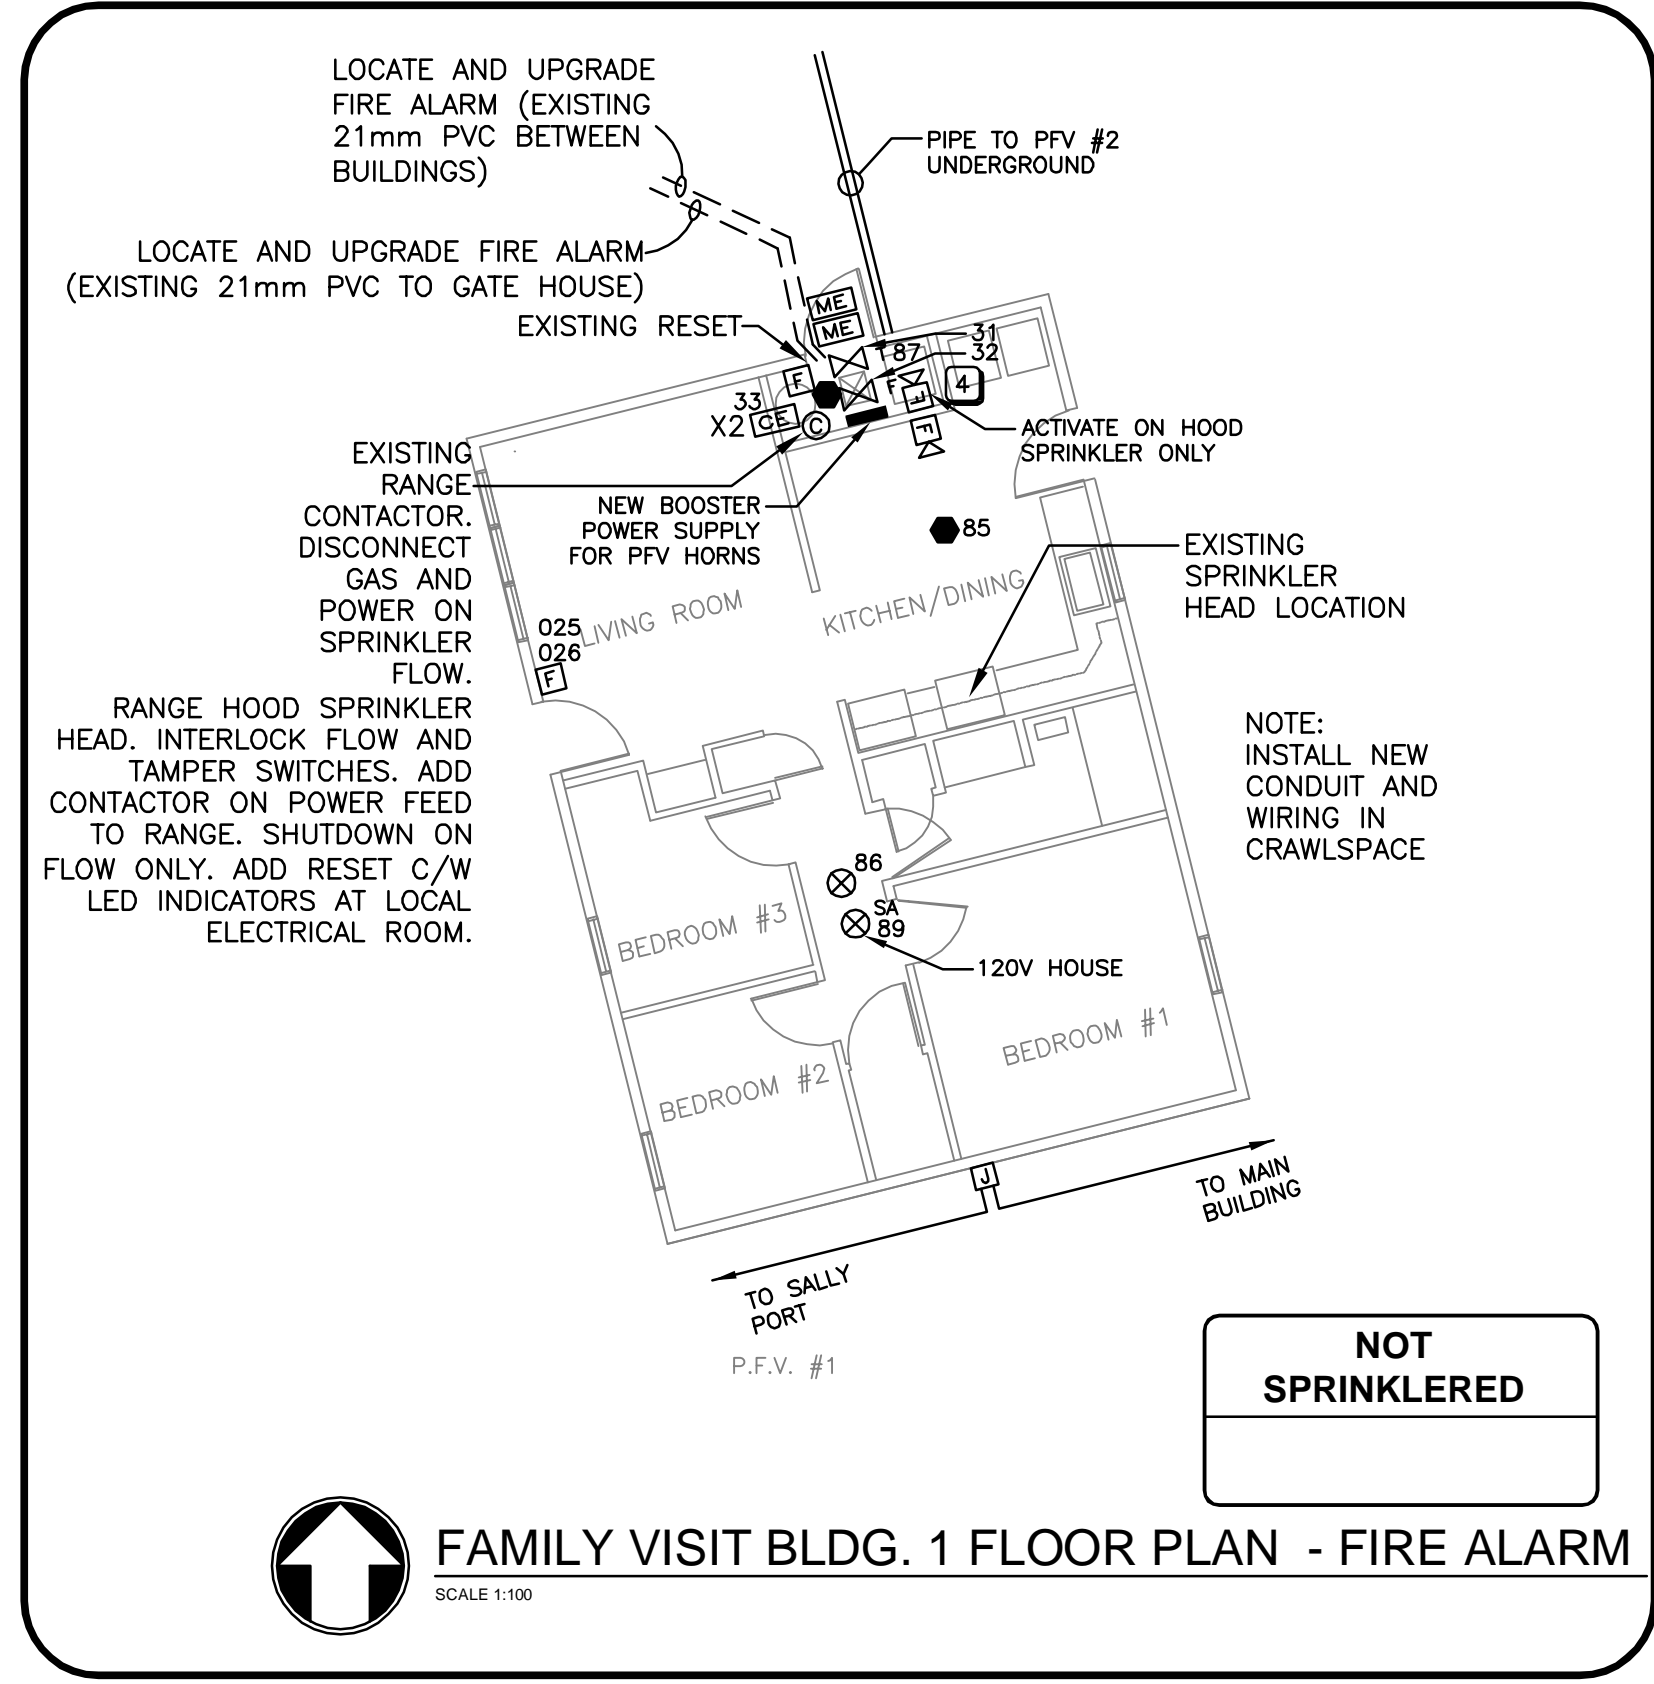 LOCATE AND UPGRADE
FIRE ALARM (EXISTING
21mm PVC BETWEEN
BUILDINGS)
PIPE TO PFV #2
UNDERGROUND
LOCATE AND UPGRADE FIRE ALARM
(EXISTING 21mm PVC TO GATE HOUSE)
EXISTING RESET
ME
ME
31
87
32
F
F
F
4
33
X2
CE
C
F
ACTIVATE ON HOOD
SPRINKLER ONLY
EXISTING
RANGE
CONTACTOR.
DISCONNECT
GAS AND
POWER ON
SPRINKLER
FLOW.
RANGE HOOD SPRINKLER
HEAD. INTERLOCK FLOW AND
TAMPER SWITCHES. ADD
CONTACTOR ON POWER FEED
TO RANGE. SHUTDOWN ON
FLOW ONLY. ADD RESET C/W
LED INDICATORS AT LOCAL
ELECTRICAL ROOM.
NEW BOOSTER
POWER SUPPLY
FOR PFV HORNS
85
EXISTING
SPRINKLER
HEAD LOCATION
LIVING ROOM
KITCHEN/DINING
025
026
F
NOTE:
INSTALL NEW
CONDUIT AND
WIRING IN
CRAWLSPACE
86
SA
89
120V HOUSE
BEDROOM #3
BEDROOM #2
BEDROOM #1
J
TO MAIN
BUILDING
TO SALLY
PORT
P.F.V. #1
NOT
SPRINKLERED
FAMILY VISIT BLDG. 1 FLOOR PLAN - FIRE ALARM
SCALE 1:100